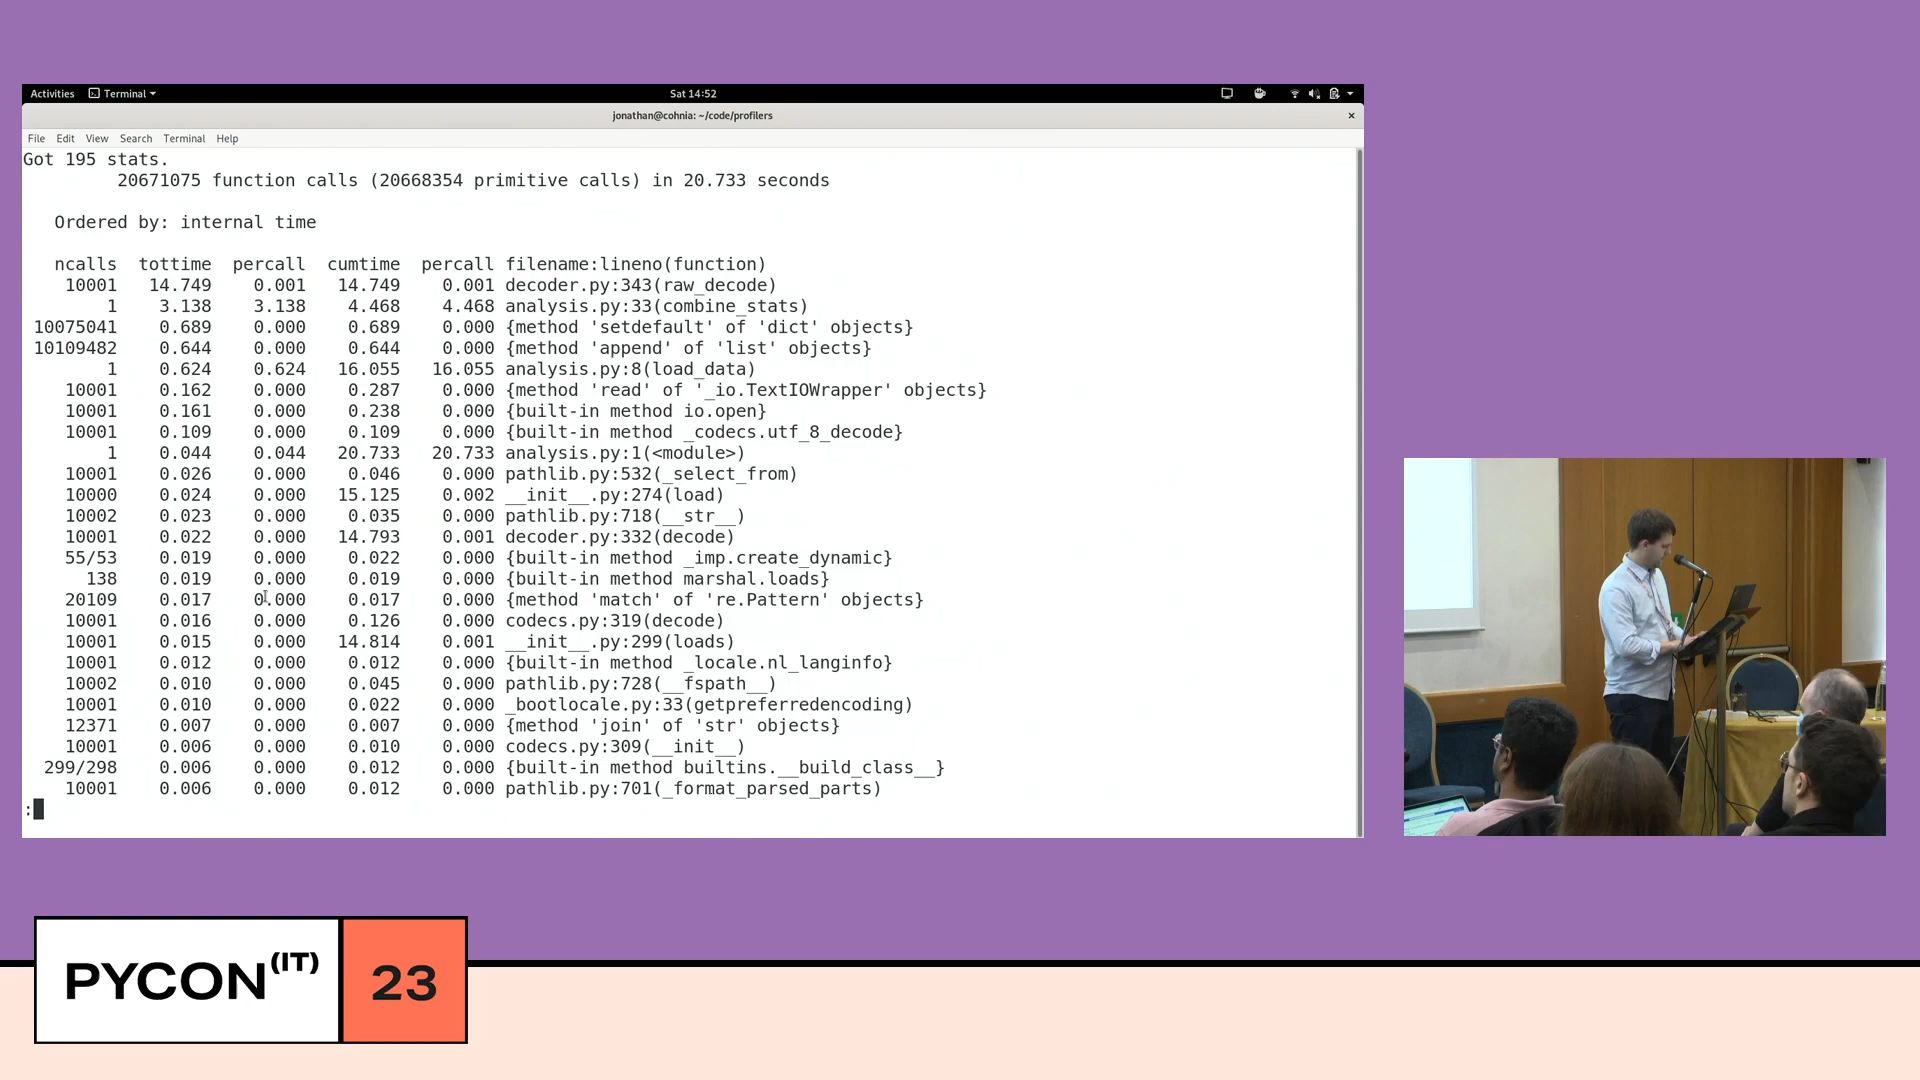 Activities Terminal Sat 14:52
jonathan@cohnia: ~/code/profilers ×
File Edit View Search Terminal Help
Got 195 stats.
20671075 function calls (20668354 primitive calls) in 20.733 seconds
Ordered by: internal time
ncalls tottime percall cumtime percall filename:lineno(function)
10001 14.749 0.001 14.749 0.001 decoder.py:343(raw_decode)
1 3.138 3.138 4.468 4.468 analysis.py:33(combine_stats)
10075041 0.689 0.000 0.689 0.000 {method 'setdefault' of 'dict' objects}
10109482 0.644 0.000 0.644 0.000 {method 'append' of 'list' objects}
1 0.624 0.624 16.055 16.055 analysis.py:8(load_data)
10001 0.162 0.000 0.287 0.000 {method 'read' of '_io.TextIOWrapper' objects}
10001 0.161 0.000 0.238 0.000 {built-in method io.open}
10001 0.109 0.000 0.109 0.000 {built-in method _codecs.utf_8_decode}
1 0.044 0.044 20.733 20.733 analysis.py:1(<module>)
10001 0.026 0.000 0.046 0.000 pathlib.py:532(_select_from)
10000 0.024 0.000 15.125 0.002 __init__.py:274(load)
10002 0.023 0.000 0.035 0.000 pathlib.py:718(__str__)
10001 0.022 0.000 14.793 0.001 decoder.py:332(decode)
55/53 0.019 0.000 0.022 0.000 {built-in method _imp.create_dynamic}
138 0.019 0.000 0.019 0.000 {built-in method marshal.loads}
20109 0.017 0.000 0.017 0.000 {method 'match' of 're.Pattern' objects}
10001 0.016 0.000 0.126 0.000 codecs.py:319(decode)
10001 0.015 0.000 14.814 0.001 __init__.py:299(loads)
10001 0.012 0.000 0.012 0.000 {built-in method _locale.nl_langinfo}
10002 0.010 0.000 0.045 0.000 pathlib.py:728(__fspath__)
10001 0.010 0.000 0.022 0.000 _bootlocale.py:33(getpreferredencoding)
12371 0.007 0.000 0.007 0.000 {method 'join' of 'str' objects}
10001 0.006 0.000 0.010 0.000 codecs.py:309(__init__)
299/298 0.006 0.000 0.012 0.000 {built-in method builtins.__build_class__}
10001 0.006 0.000 0.012 0.000 pathlib.py:701(_format_parsed_parts)
:
PYCON(IT) 23